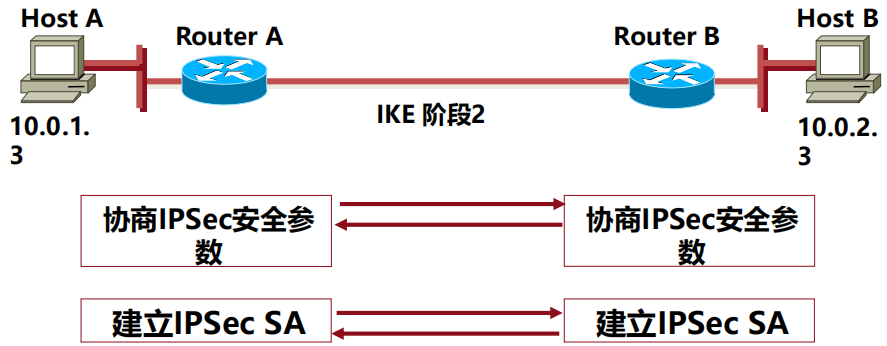 Host A
Host B
Router A
Router B
IKE 阶段2
10.0.1.
3
10.0.2.
3
协商IPSec安全参
数
协商IPSec安全参
数
建立IPSec SA
建立IPSec SA